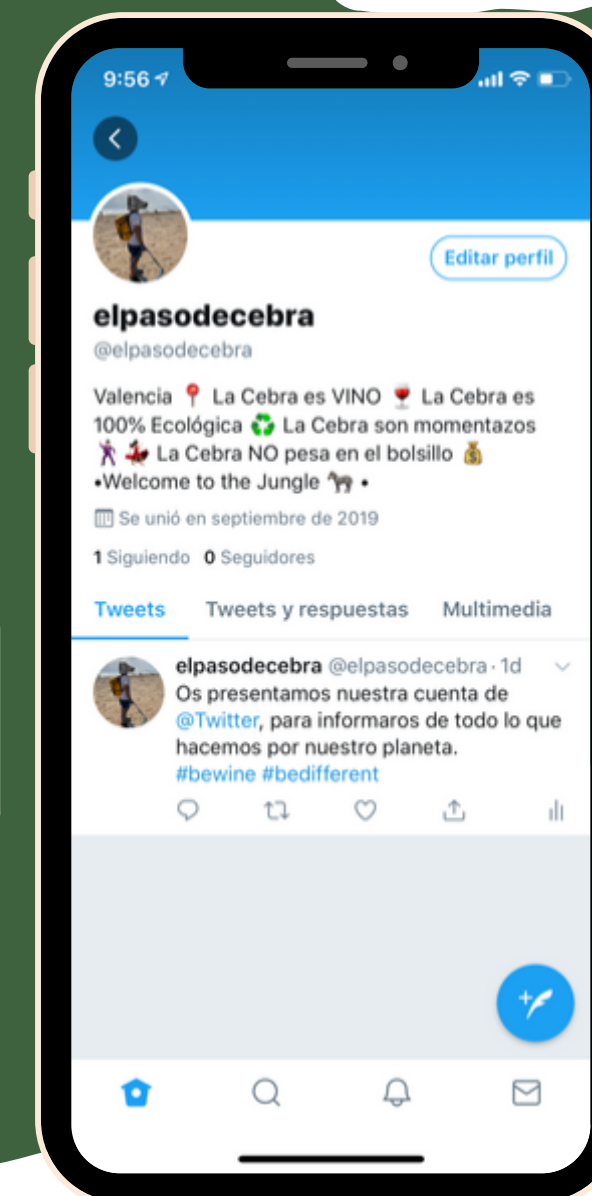 9:56
Editar perfil
elpasodecebra
@elpasodecebra
Valencia 📍 La Cebra es VINO 🍷 La Cebra es
100% Ecológica ♻️ La Cebra son momentazos
🕺 💃 La Cebra NO pesa en el bolsillo 💰
•Welcome to the Jungle 🦓 •
Se unió en septiembre de 2019
1 Siguiendo 0 Seguidores
Tweets Tweets y respuestas Multimedia
elpasodecebra @elpasodecebra · 1d
Os presentamos nuestra cuenta de
@Twitter, para informaros de todo lo que
hacemos por nuestro planeta.
#bewine #bedifferent